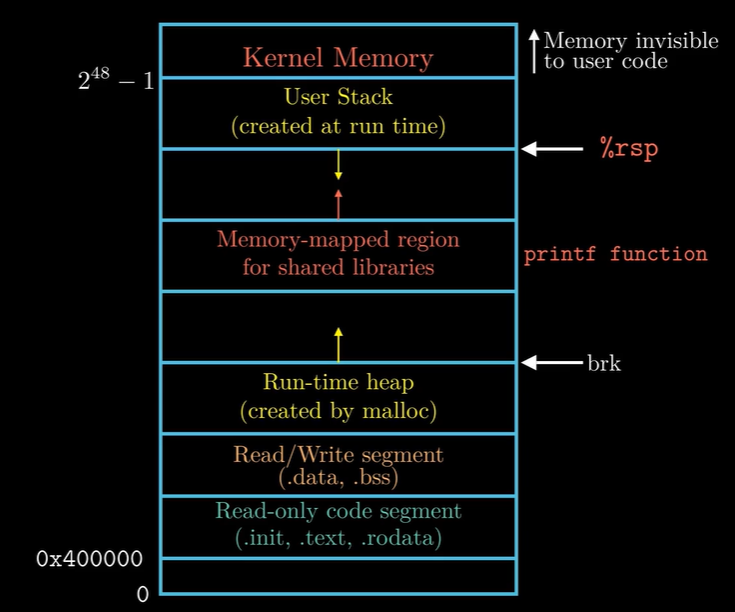 Kernel Memory
Memory invisible
to user code
2^48 − 1
User Stack
(created at run time)
%rsp
Memory-mapped region
for shared libraries
printf function
brk
Run-time heap
(created by malloc)
Read/Write segment
(.data, .bss)
Read-only code segment
(.init, .text, .rodata)
0x400000
0